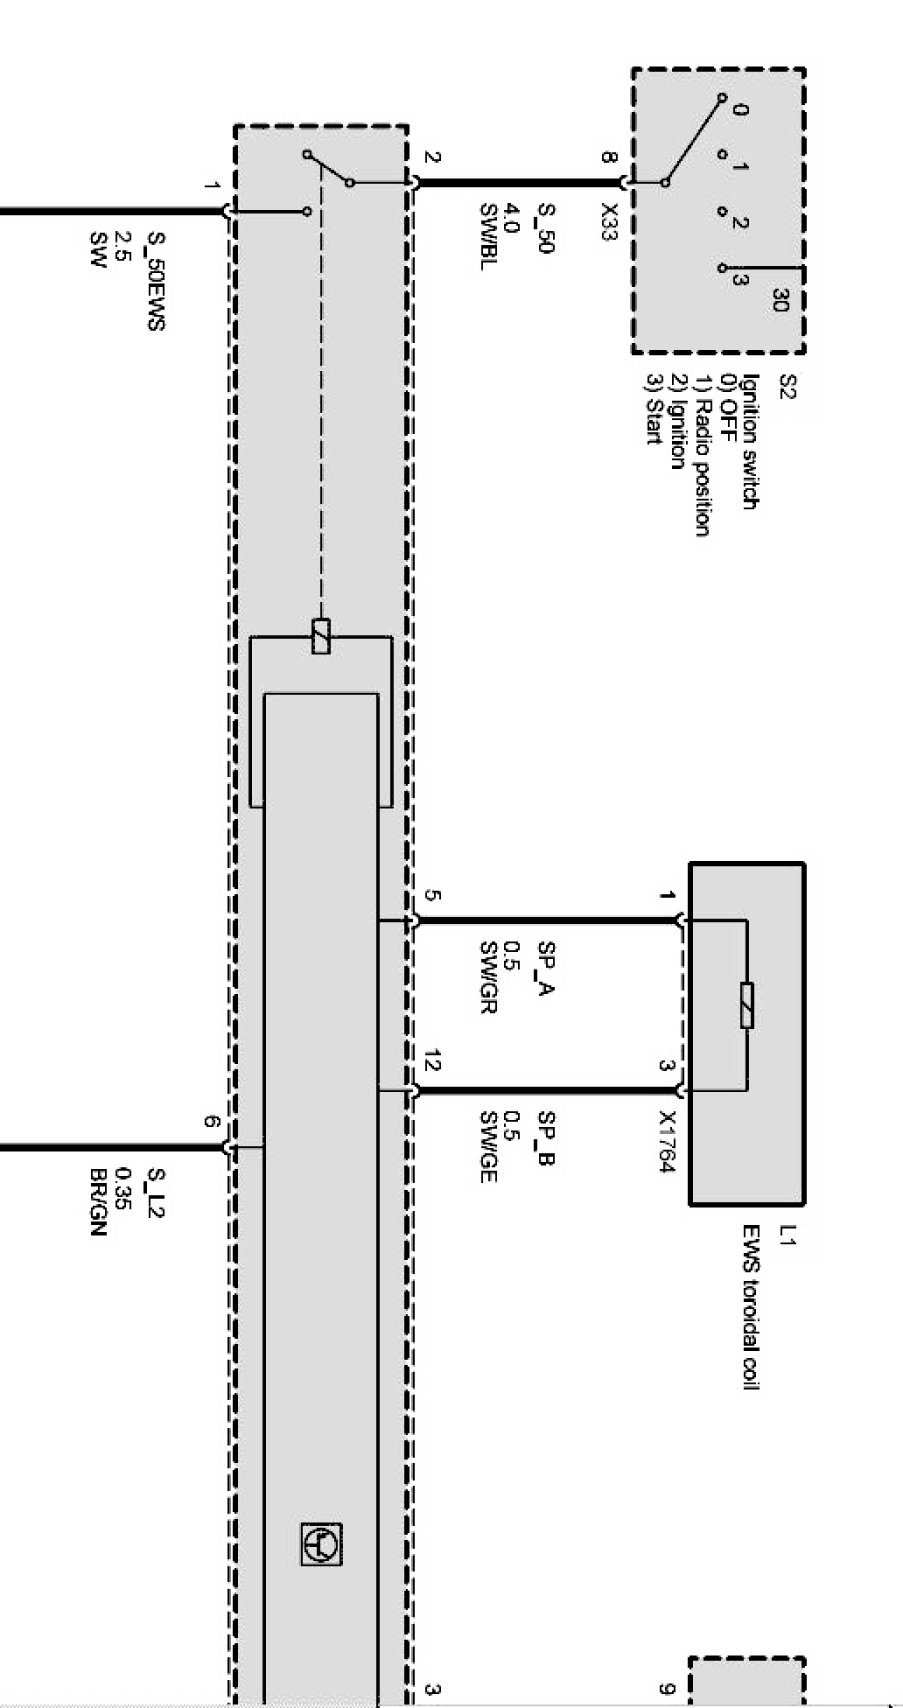 0
1
2
3
30
S2
Ignition switch
0) OFF
1) Radio position
2) Ignition
3) Start
8
X33
2
S_50
4.0
SW/BL
1
S_50EWS
2.5
SW
1
3
X1764
L1
EWS toroidal coil
5
SP_A
0.5
SW/GR
12
SP_B
0.5
SW/GE
6
S_L2
0.35
BR/GN
9
3